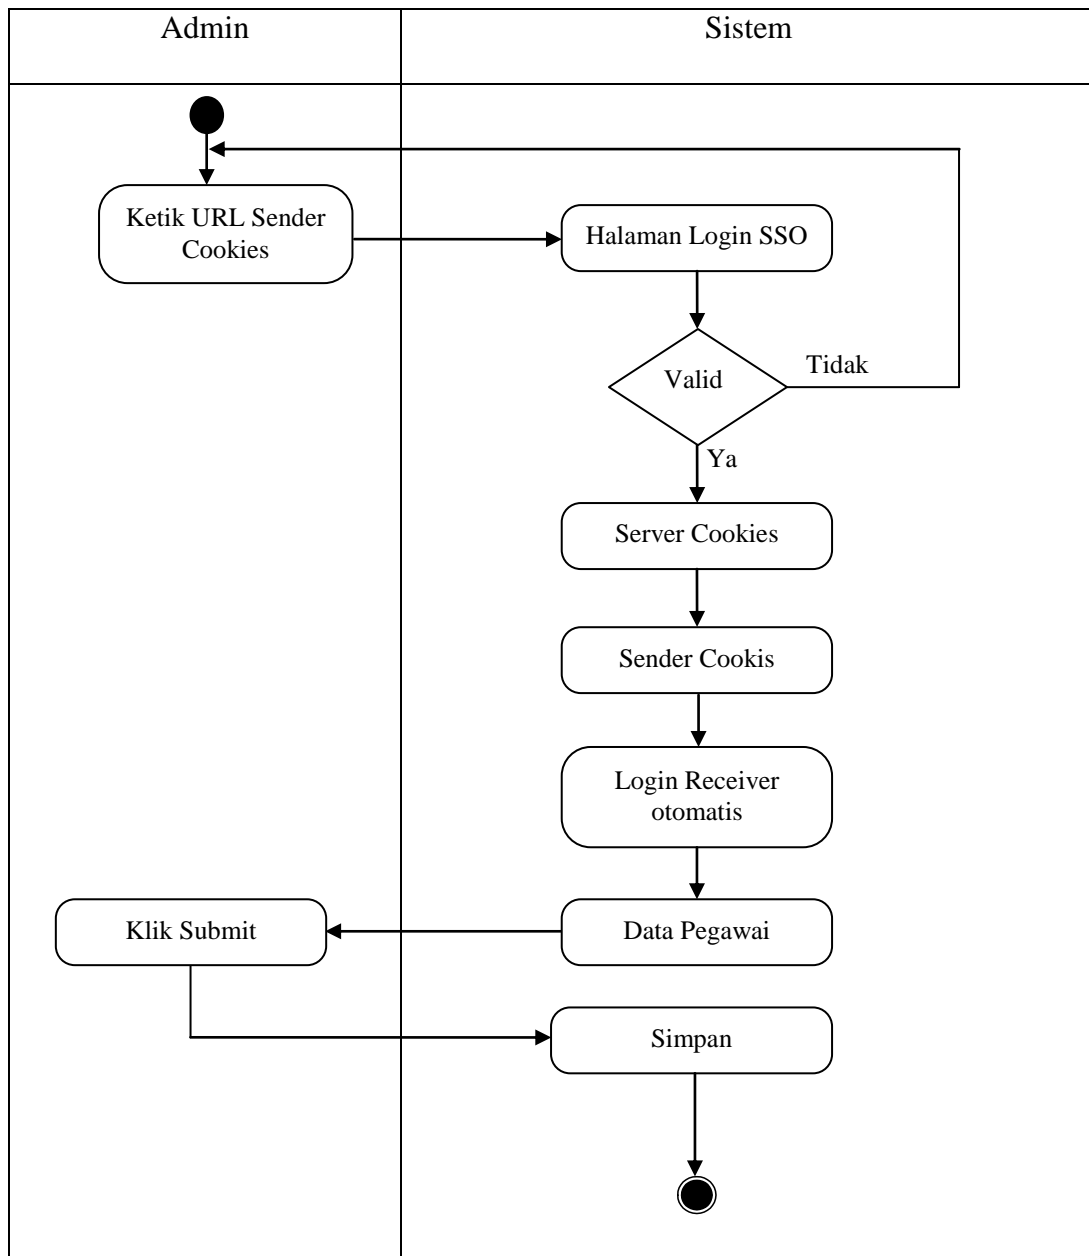 Admin
Sistem
Ketik URL Sender
Cookies
Halaman Login SSO
Valid
Tidak
Ya
Server Cookies
Sender Cookis
Login Receiver
otomatis
Klik Submit
Data Pegawai
Simpan